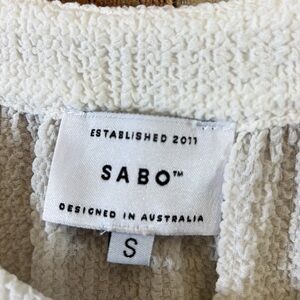 ESTABLISHED 2011
SABO™
DESIGNED IN AUSTRALIA
S